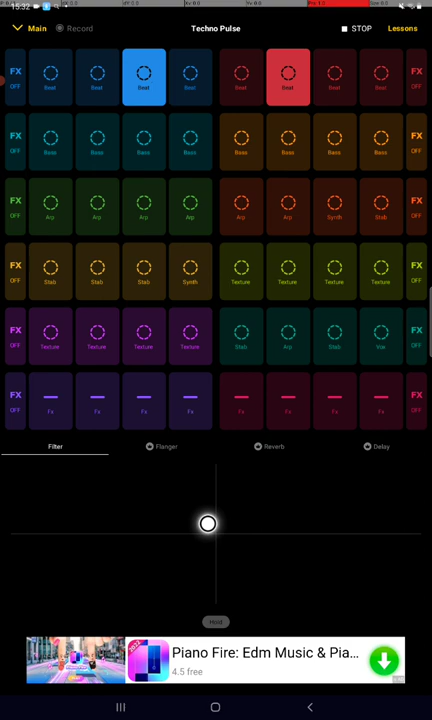 15:32
Main Record Techno Pulse STOP Lessons
FX Beat Beat Beat Beat Beat Beat Beat Beat FX
OFF OFF
FX Bass Bass Bass Bass Bass Bass Bass Bass FX
OFF OFF
FX Arp Arp Arp Arp Arp Arp Synth Stab FX
OFF OFF
FX Stab Stab Stab Synth Texture Texture Texture Texture FX
OFF OFF
FX Texture Texture Texture Texture Stab Arp Stab Vox FX
OFF OFF
FX Fx Fx Fx Fx Fx Fx Fx Fx FX
OFF OFF
Filter Flanger Reverb Delay
Hold
2022
Piano Fire: Edm Music & Pia...
4.5 free